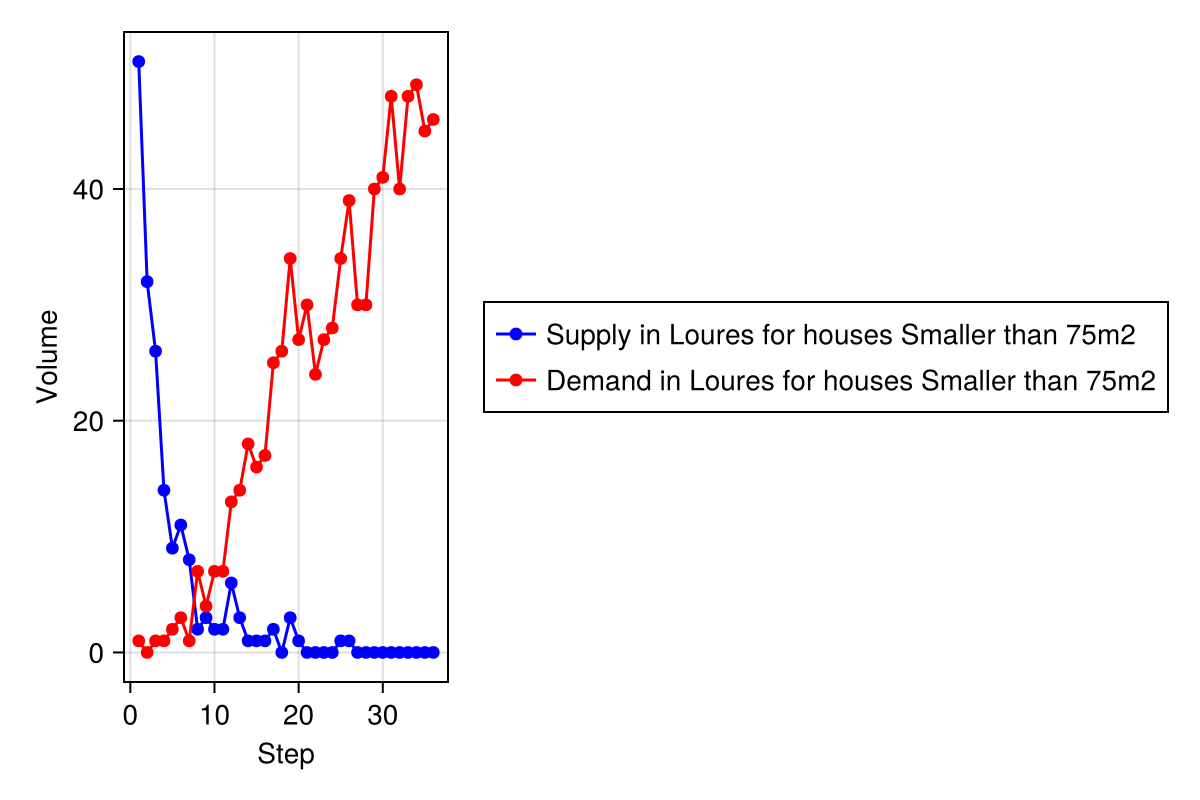 Volume
40
20
0
0 10 20 30
Step
Supply in Loures for houses Smaller than 75m2
Demand in Loures for houses Smaller than 75m2